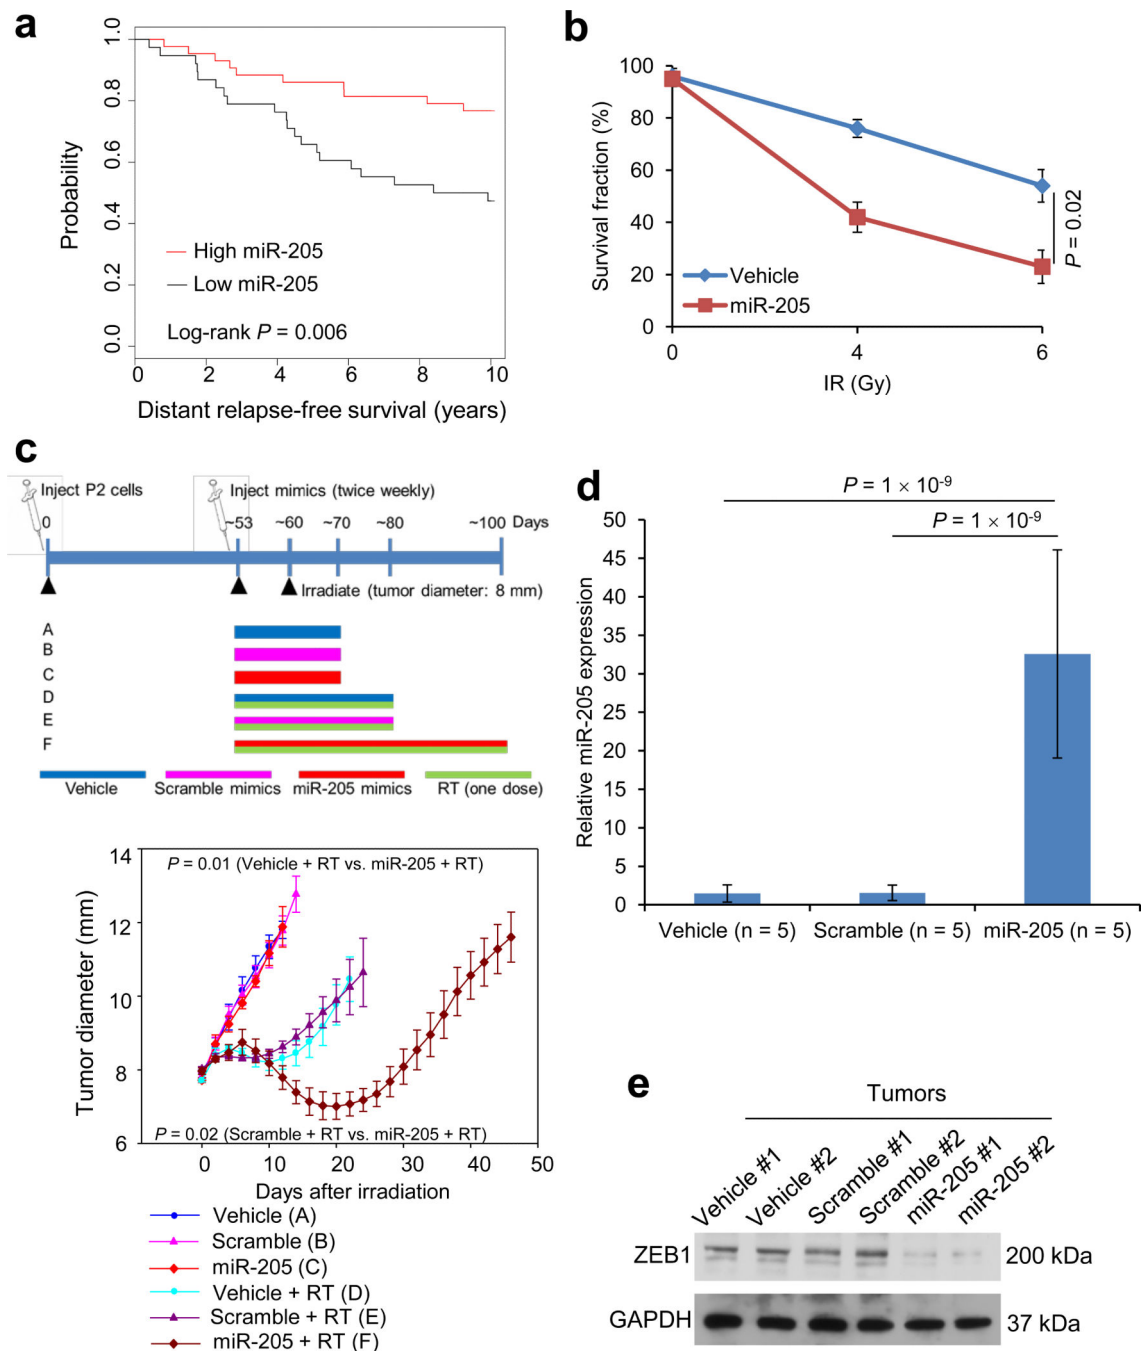 a
1.0
0.8
0.6
0.4
0.2
0.0
Probability
High miR-205
Low miR-205
Log-rank P = 0.006
0 2 4 6 8 10
Distant relapse-free survival (years)
b
100
80
60
40
20
0
Survival fraction (%)
Vehicle
miR-205
P = 0.02
0 4 6
IR (Gy)
c
Inject P2 cells
Inject mimics (twice weekly)
0 ~53 ~60 ~70 ~80 ~100 Days
Irradiate (tumor diameter: 8 mm)
A
B
C
D
E
F
Vehicle Scramble mimics miR-205 mimics RT (one dose)
14
12
10
8
6
Tumor diameter (mm)
P = 0.01 (Vehicle + RT vs. miR-205 + RT)
P = 0.02 (Scramble + RT vs. miR-205 + RT)
0 10 20 30 40 50
Days after irradiation
Vehicle (A)
Scramble (B)
miR-205 (C)
Vehicle + RT (D)
Scramble + RT (E)
miR-205 + RT (F)
d
P = 1 × 10-9
P = 1 × 10-9
50
45
40
35
30
25
20
15
10
5
0
Relative miR-205 expression
Vehicle (n = 5) Scramble (n = 5) miR-205 (n = 5)
e
Tumors
Vehicle #1
Vehicle #2
Scramble #1
Scramble #2
miR-205 #1
miR-205 #2
ZEB1 200 kDa
GAPDH 37 kDa